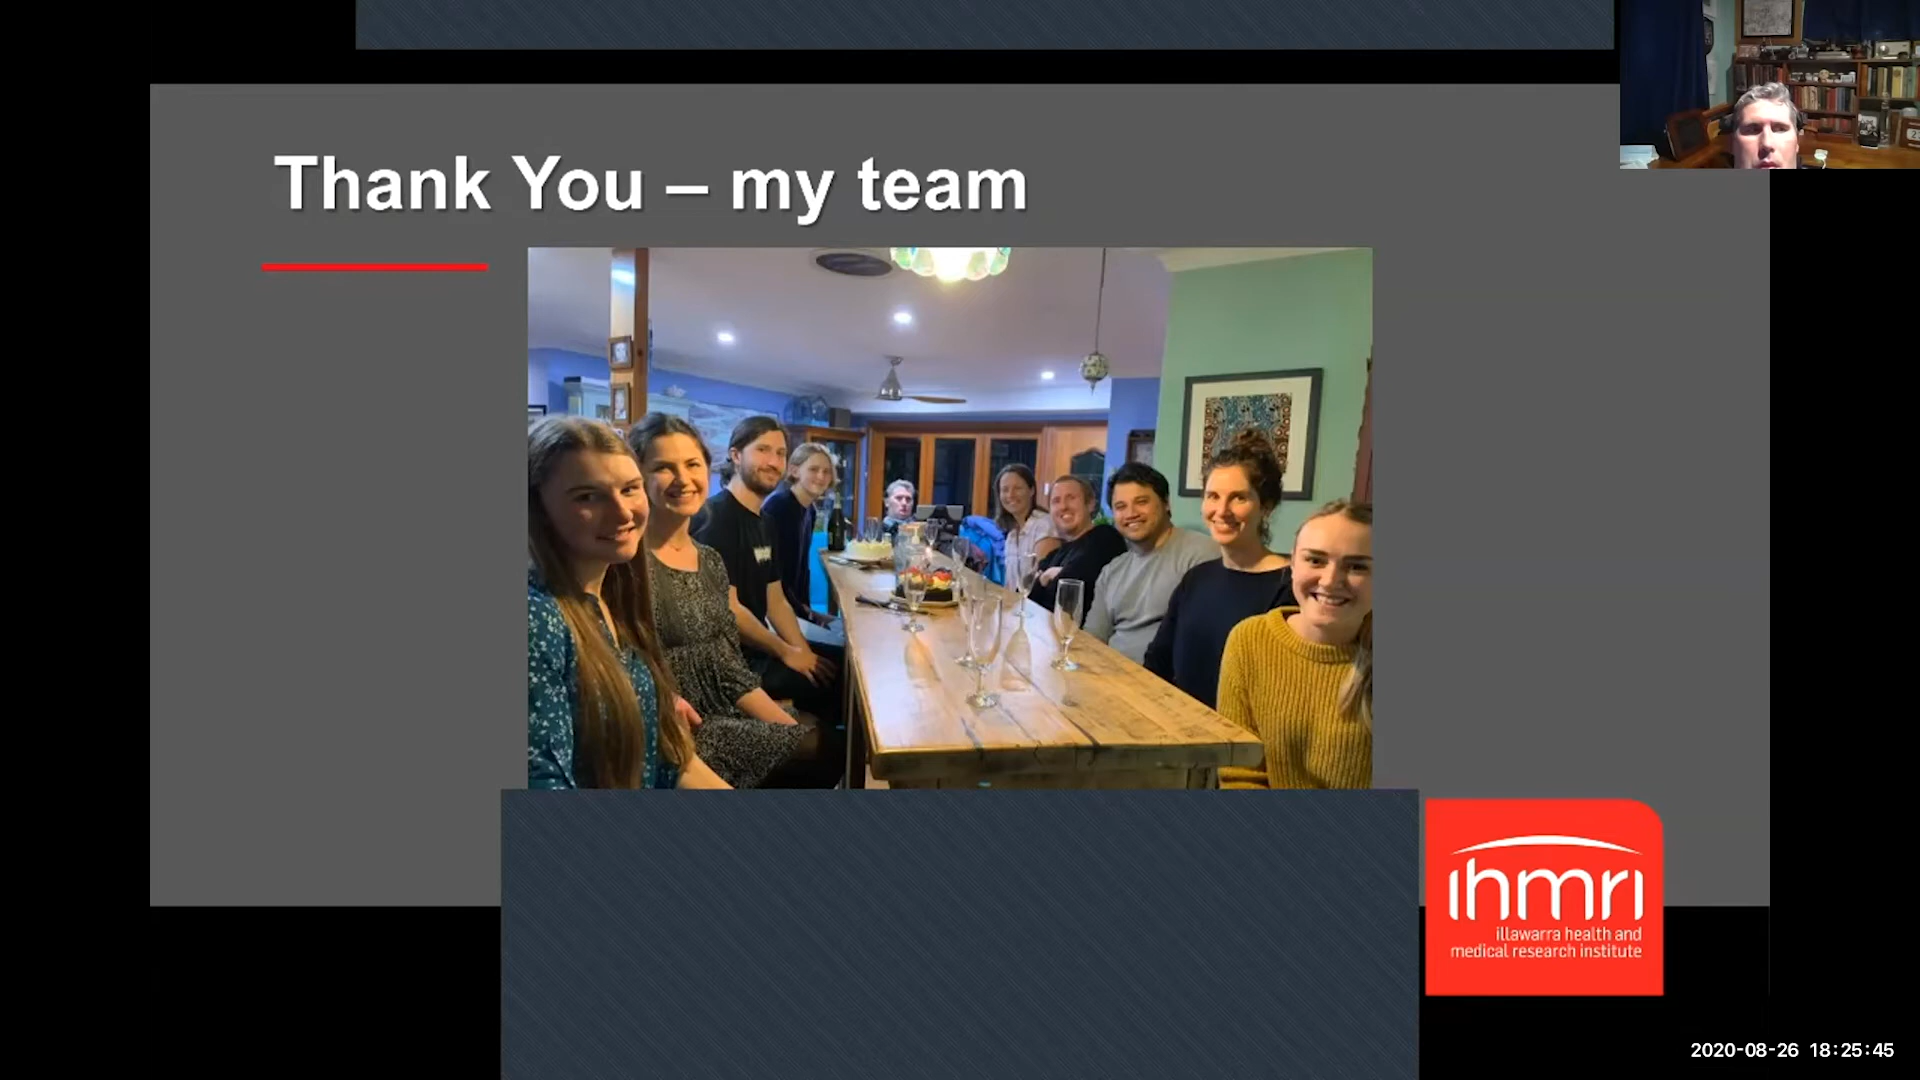 Thank You – my team
ihmri
illawarra health and
medical research institute
2020-08-26 18:25:45